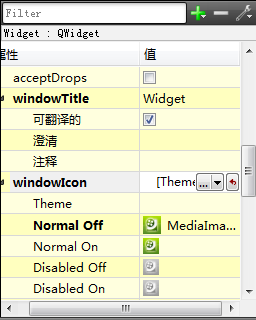 Filter
Widget : QWidget
属性 值
acceptDrops
windowTitle Widget
可翻译的
澄清
注释
windowIcon [Theme ...
Theme
Normal Off MediaIma...
Normal On
Disabled Off
Disabled On